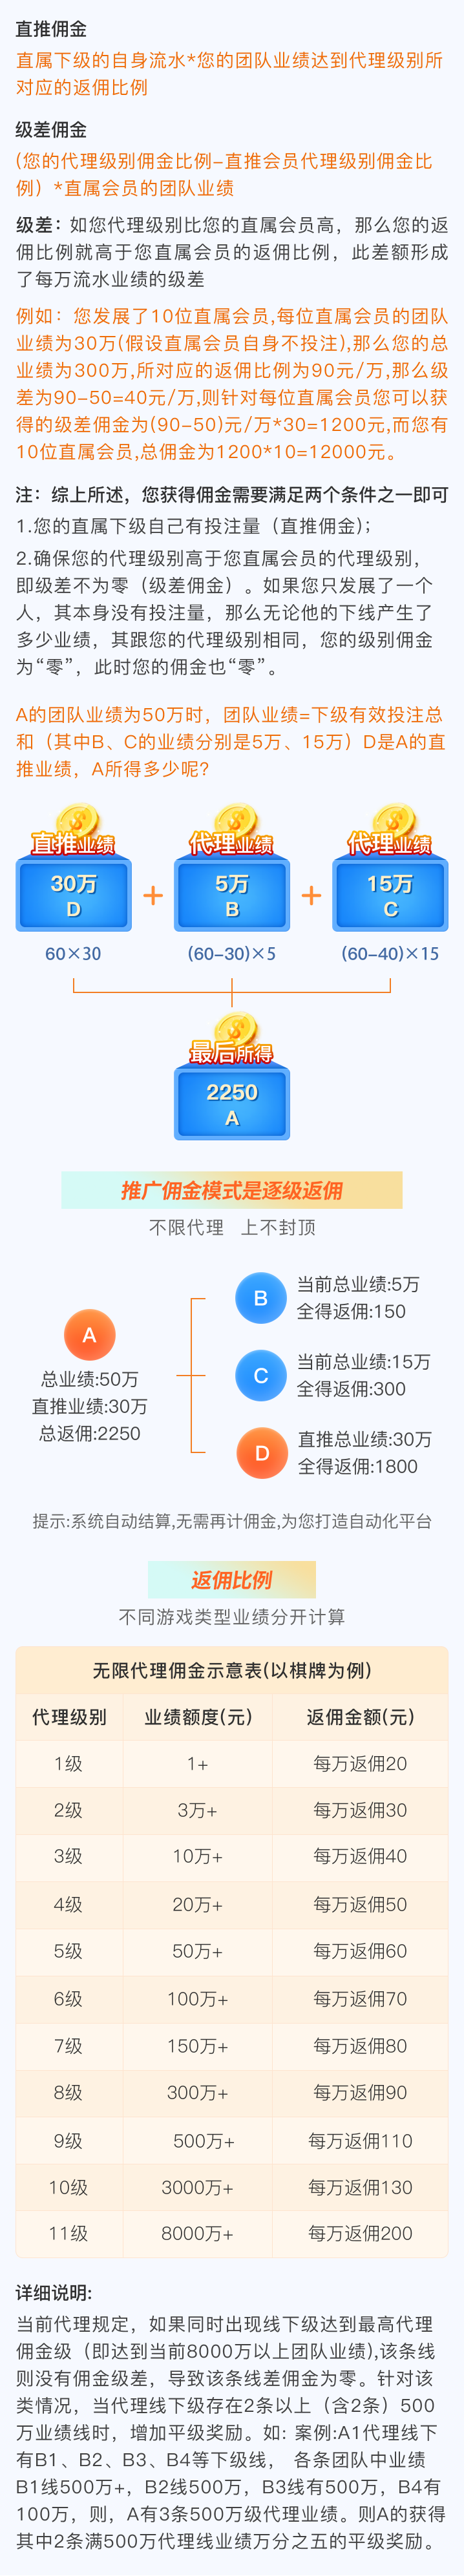 直推佣金
直属下级的自身流水*您的团队业绩达到代理级别所
对应的返佣比例
级差佣金
(您的代理级别佣金比例-直推会员代理级别佣金比
例）*直属会员的团队业绩
级差：如您代理级别比您的直属会员高，那么您的返
佣比例就高于您直属会员的返佣比例，此差额形成
了每万流水业绩的级差
例如：您发展了10位直属会员,每位直属会员的团队
业绩为30万(假设直属会员自身不投注),那么您的总
业绩为300万,所对应的返佣比例为90元/万,那么级
差为90-50=40元/万,则针对每位直属会员您可以获
得的级差佣金为(90-50)元/万*30=1200元,而您有
10位直属会员,总佣金为1200*10=12000元。
注：综上所述，您获得佣金需要满足两个条件之一即可
1.您的直属下级自己有投注量（直推佣金）；
2.确保您的代理级别高于您直属会员的代理级别，
即级差不为零（级差佣金）。如果您只发展了一个
人，其本身没有投注量，那么无论他的下线产生了
多少业绩，其跟您的代理级别相同，您的级别佣金
为“零”，此时您的佣金也“零”。
A的团队业绩为50万时，团队业绩=下级有效投注总
和（其中B、C的业绩分别是5万、15万）D是A的直
推业绩，A所得多少呢？
直推业绩 代理业绩 代理业绩
30万 + 5万 + 15万
D B C
60×30 (60-30)×5 (60-40)×15
最后所得
2250
A
推广佣金模式是逐级返佣
不限代理 上不封顶
A
总业绩:50万
直推业绩:30万
总返佣:2250
B
当前总业绩:5万
全得返佣:150
C
当前总业绩:15万
全得返佣:300
D
直推总业绩:30万
全得返佣:1800
提示:系统自动结算,无需再计佣金,为您打造自动化平台
返佣比例
不同游戏类型业绩分开计算
无限代理佣金示意表(以棋牌为例)
代理级别 业绩额度(元) 返佣金额(元)
1级 1+ 每万返佣20
2级 3万+ 每万返佣30
3级 10万+ 每万返佣40
4级 20万+ 每万返佣50
5级 50万+ 每万返佣60
6级 100万+ 每万返佣70
7级 150万+ 每万返佣80
8级 300万+ 每万返佣90
9级 500万+ 每万返佣110
10级 3000万+ 每万返佣130
11级 8000万+ 每万返佣200
详细说明:
当前代理规定，如果同时出现线下级达到最高代理
佣金级（即达到当前8000万以上团队业绩),该条线
则没有佣金级差，导致该条线差佣金为零。针对该
类情况，当代理线下级存在2条以上（含2条）500
万业绩线时，增加平级奖励。如：案例:A1代理线下
有B1、B2、B3、B4等下级线， 各条团队中业绩
B1线500万+，B2线500万，B3线有500万，B4有
100万，则，A有3条500万级代理业绩。则A的获得
其中2条满500万代理线业绩万分之五的平级奖励。